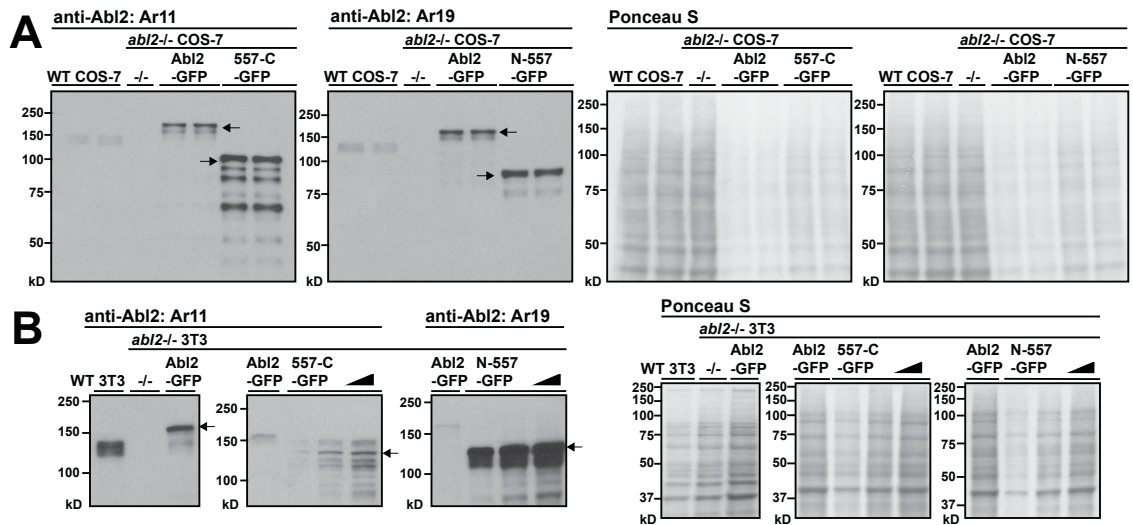 A
anti-Abl2: Ar11
abl2-/- COS-7
Abl2 557-C
WT COS-7 -/- -GFP -GFP
250
150
100
75
50
kD
anti-Abl2: Ar19
abl2-/- COS-7
Abl2 N-557
WT COS-7 -/- -GFP -GFP
250
150
100
75
50
kD
Ponceau S
abl2-/- COS-7
Abl2 557-C
WT COS-7 -/- -GFP -GFP
250
150
100
75
50
kD
abl2-/- COS-7
Abl2 N-557
WT COS-7 -/- -GFP -GFP
250
150
100
75
50
kD
B
anti-Abl2: Ar11
anti-Abl2: Ar19
abl2-/- 3T3
Abl2
WT 3T3 -/- -GFP
250
150
100
kD
Abl2 557-C
-GFP -GFP
250
150
100
kD
Abl2 N-557
-GFP -GFP
250
150
100
kD
Ponceau S
abl2-/- 3T3
Abl2
WT 3T3 -/- -GFP
250
150
100
75
50
37
kD
Abl2 557-C
-GFP -GFP
250
150
100
75
50
37
kD
Abl2 N-557
-GFP -GFP
250
150
100
75
50
37
kD